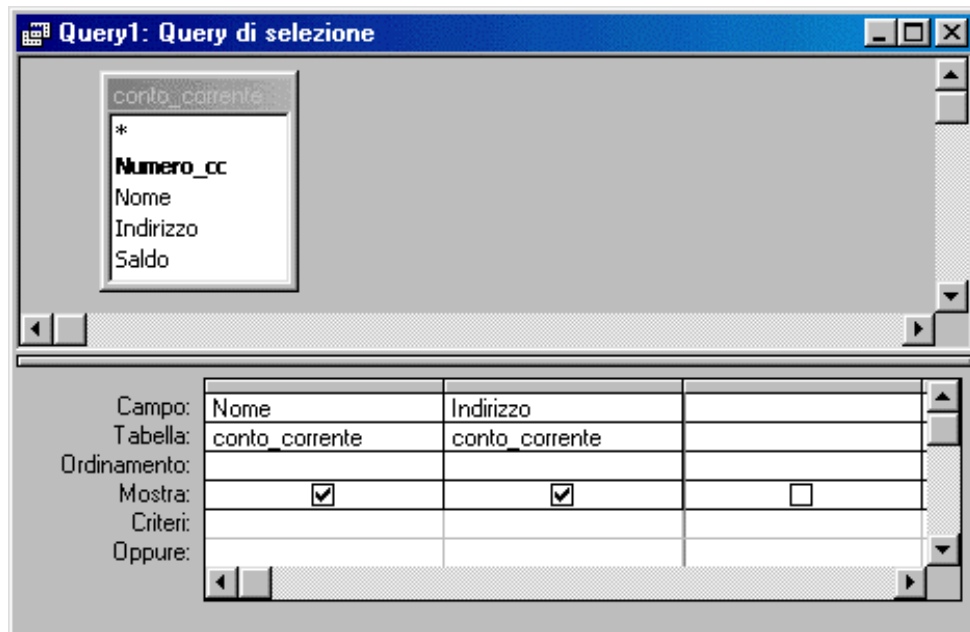 Query1: Query di selezione
conto_corrente
*
Numero_cc
Nome
Indirizzo
Saldo
Campo: Nome Indirizzo
Tabella: conto_corrente conto_corrente
Ordinamento:
Mostra:
Criteri:
Oppure: